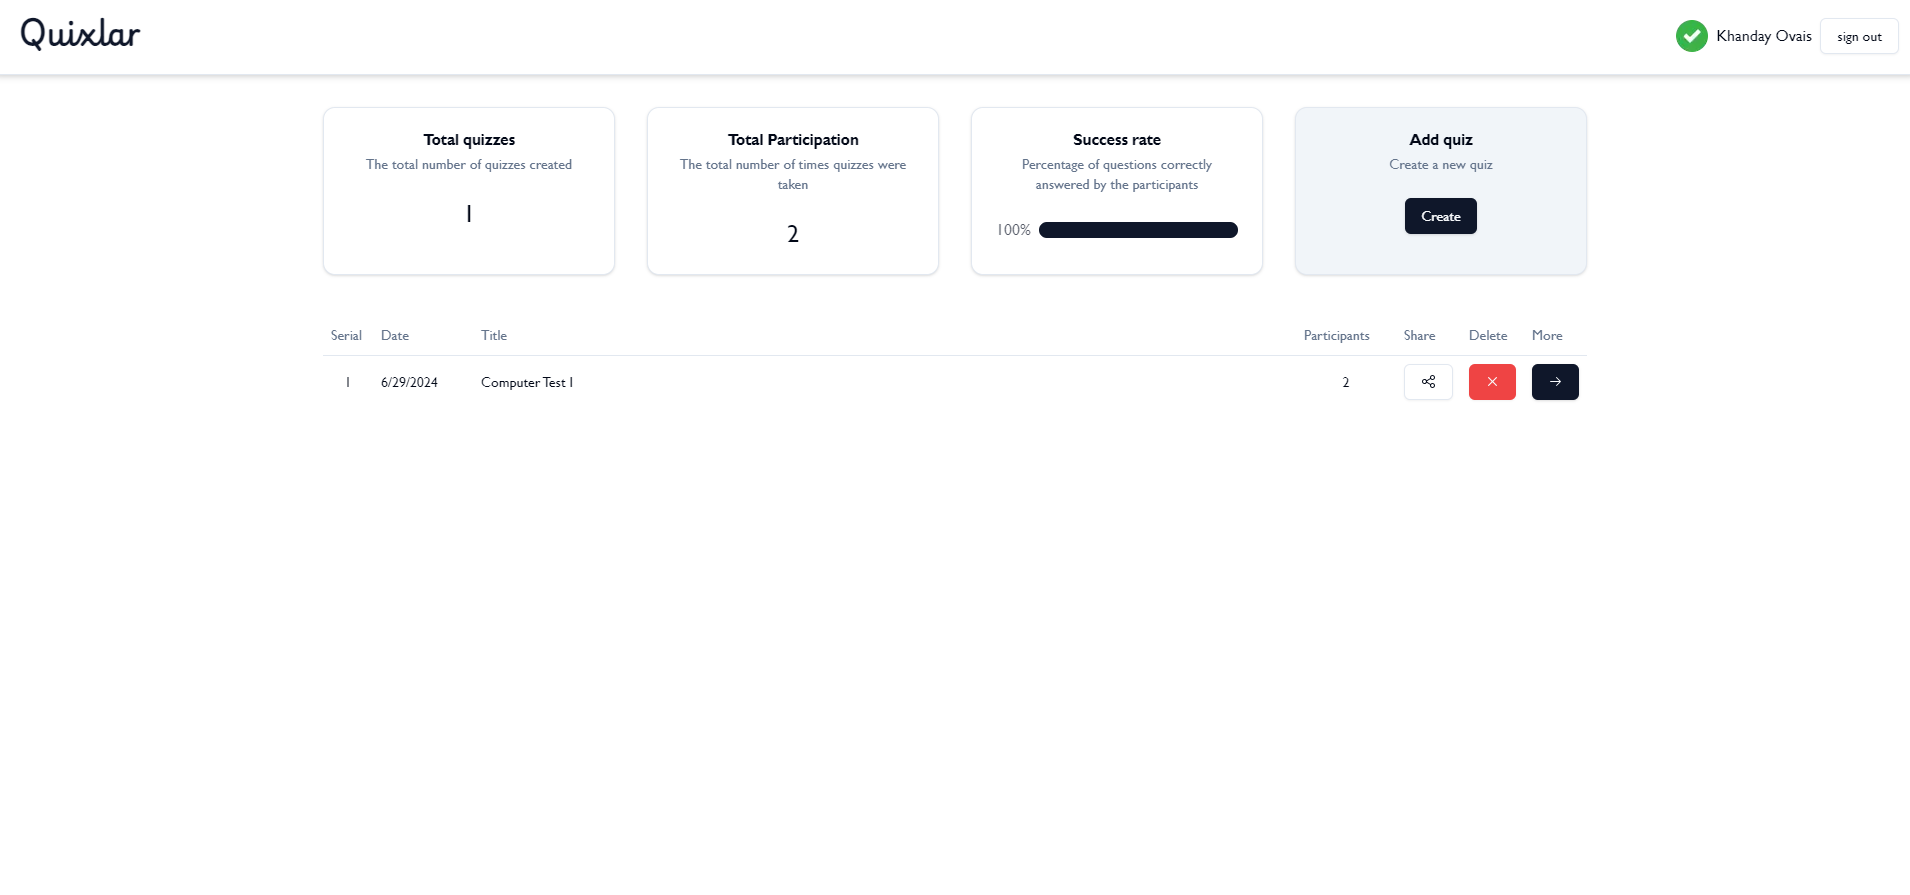 Quixlar
Khanday Ovais
sign out
Total quizzes
The total number of quizzes created
1
Total Participation
The total number of times quizzes were
taken
2
Success rate
Percentage of questions correctly
answered by the participants
100%
Add quiz
Create a new quiz
Create
Serial Date Title Participants Share Delete More
1 6/29/2024 Computer Test 1 2